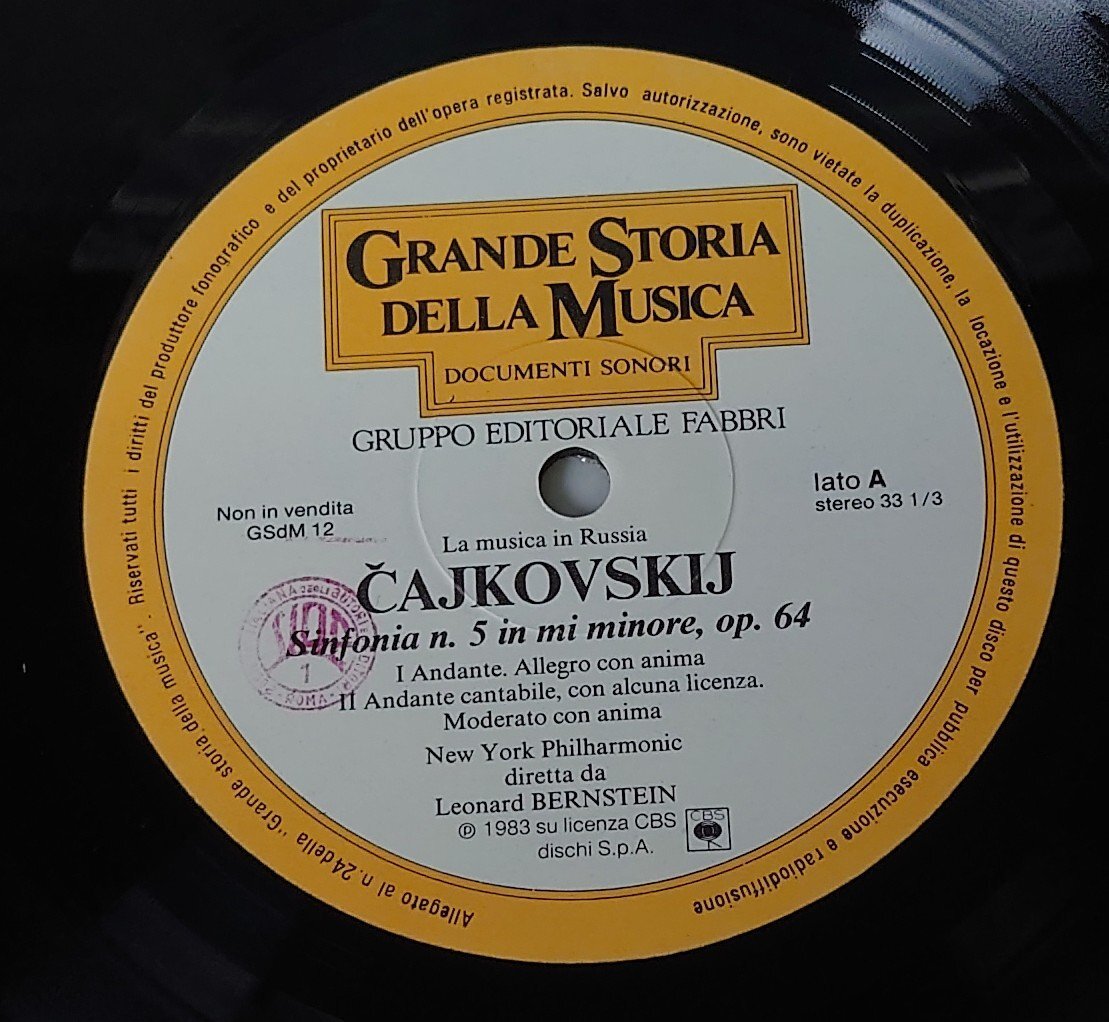 Allegato al n. 24 della "Grande storia della musica" · Riservati tutti i diritti del produttore fonografico e del proprietario dell'opera registrata. Salvo autorizzazione, sono vietate la duplicazione, la locazione e l'utilizzazione di questo disco per pubblica esecuzione e radiodiffusione
GRANDE STORIA
DELLA MUSICA
DOCUMENTI SONORI
GRUPPO EDITORIALE FABBRI
Non in vendita
GSdM 12
lato A
stereo 33 1/3
La musica in Russia
ČAJKOVSKIJ
Sinfonia n. 5 in mi minore, op. 64
I Andante. Allegro con anima
II Andante cantabile, con alcuna licenza.
Moderato con anima
New York Philharmonic
diretta da
Leonard BERNSTEIN
℗ 1983 su licenza CBS
dischi S.p.A.
CBS
1
ROMA